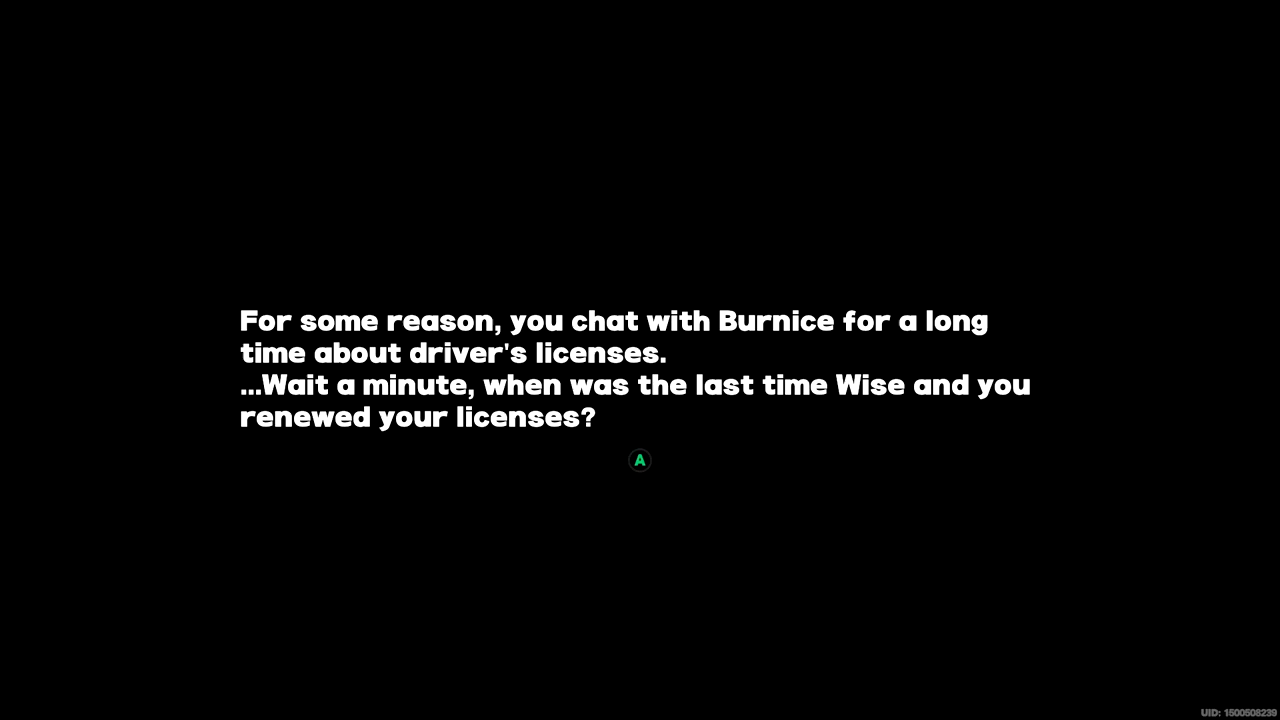 For some reason, you chat with Burnice for a long
time about driver's licenses.
...Wait a minute, when was the last time Wise and you
renewed your licenses?
A
UID: 1500508239